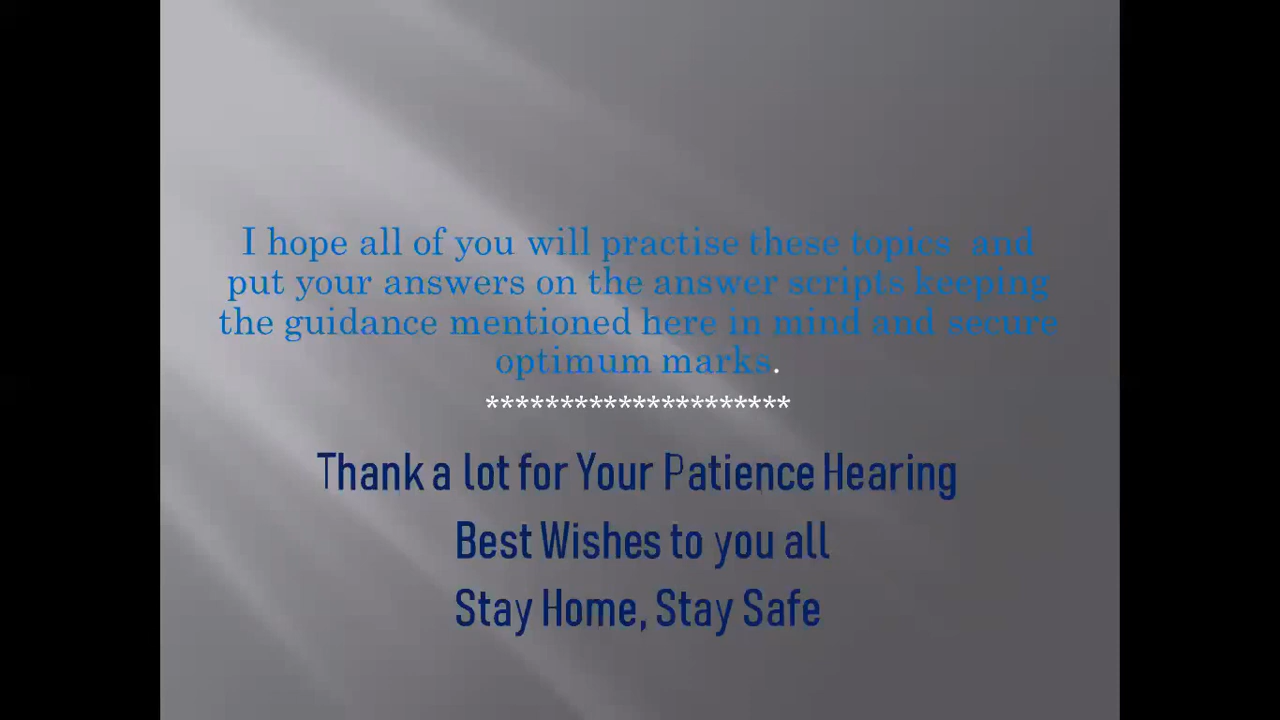 I hope all of you will practise these topics  and
put your answers on the answer scripts keeping
the guidance mentioned here in mind and secure
optimum marks.
*********************
Thank a lot for Your Patience Hearing
Best Wishes to you all
Stay Home, Stay Safe